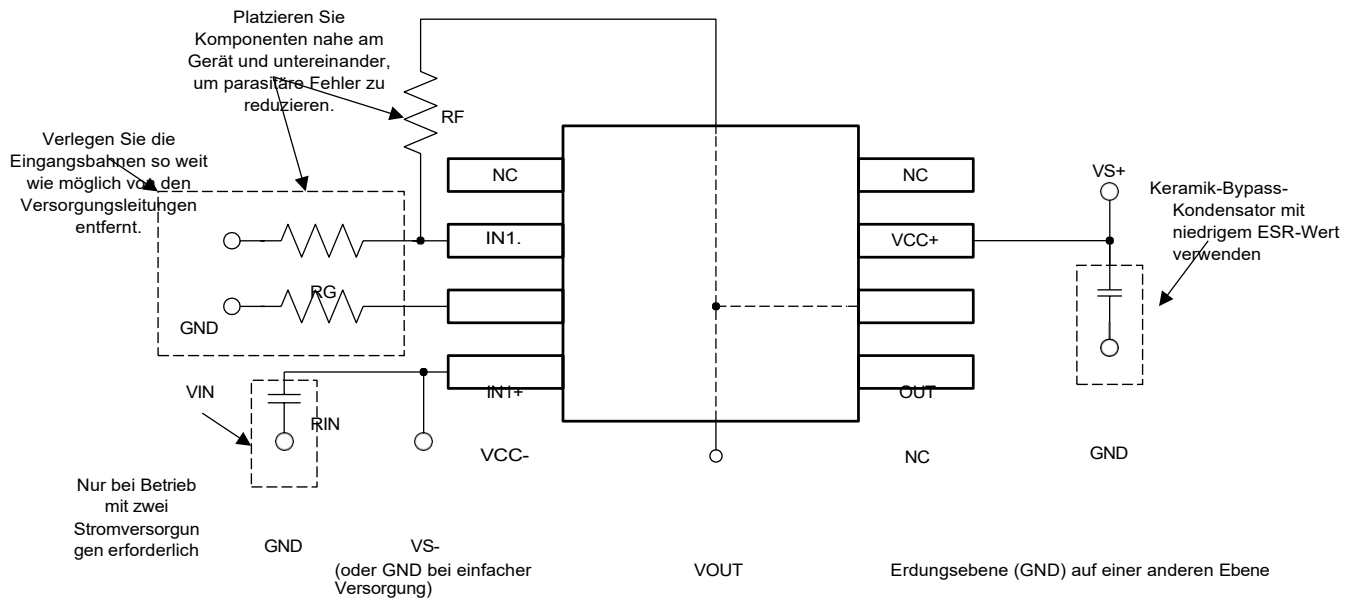 Platzieren Sie
Komponenten nahe am
Gerät und untereinander,
um parasitäre Fehler zu
reduzieren.
RF
Verlegen Sie die
Eingangsbahnen so weit
wie möglich von den
Versorgungsleitungen
entfernt.
NC
NC
VS+
Keramik-Bypass-
Kondensator mit
niedrigem ESR-Wert
verwenden
IN1.
VCC+
RG
GND
VIN
IN1+
OUT
RIN
VCC-
NC
GND
Nur bei Betrieb
mit zwei
Stromversorgun
gen erforderlich
GND
VS-
(oder GND bei einfacher
Versorgung)
VOUT
Erdungsebene (GND) auf einer anderen Ebene